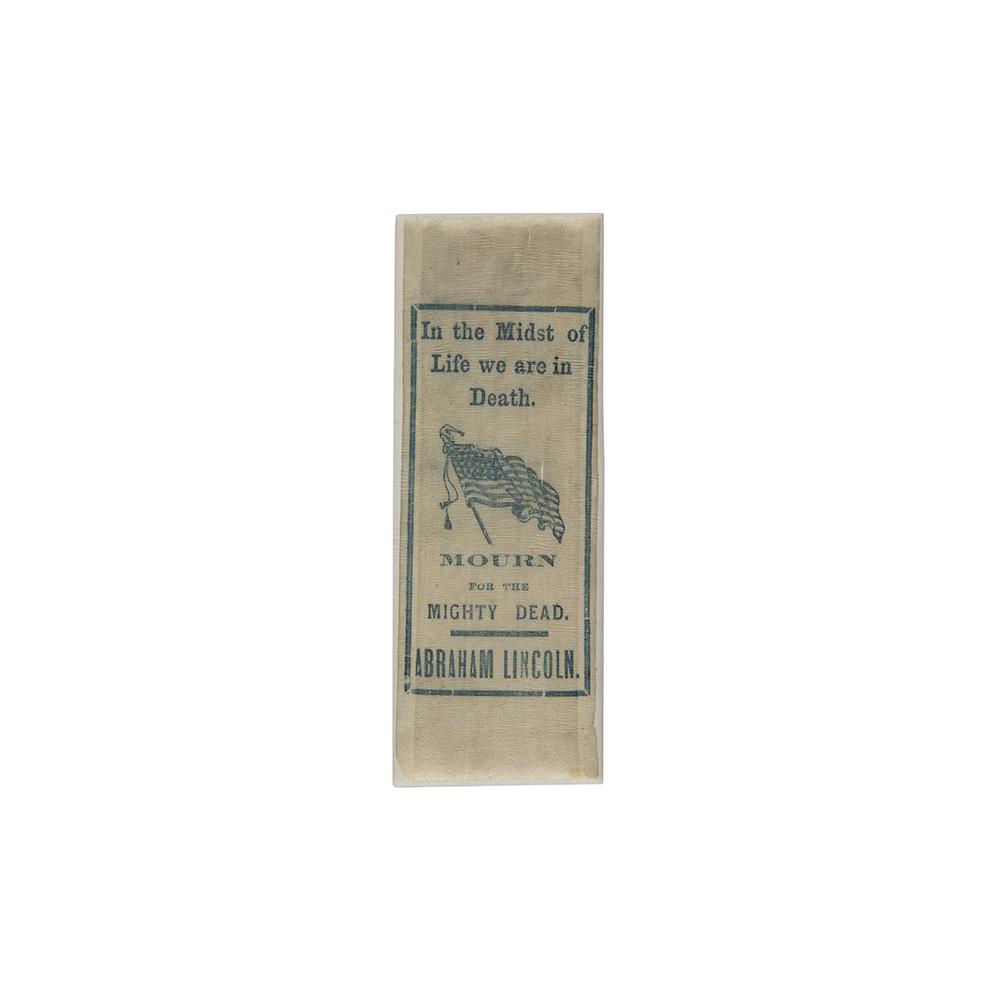 In the Midst of
Life we are in
Death.
MOURN
FOR THE
MIGHTY DEAD.
ABRAHAM LINCOLN.